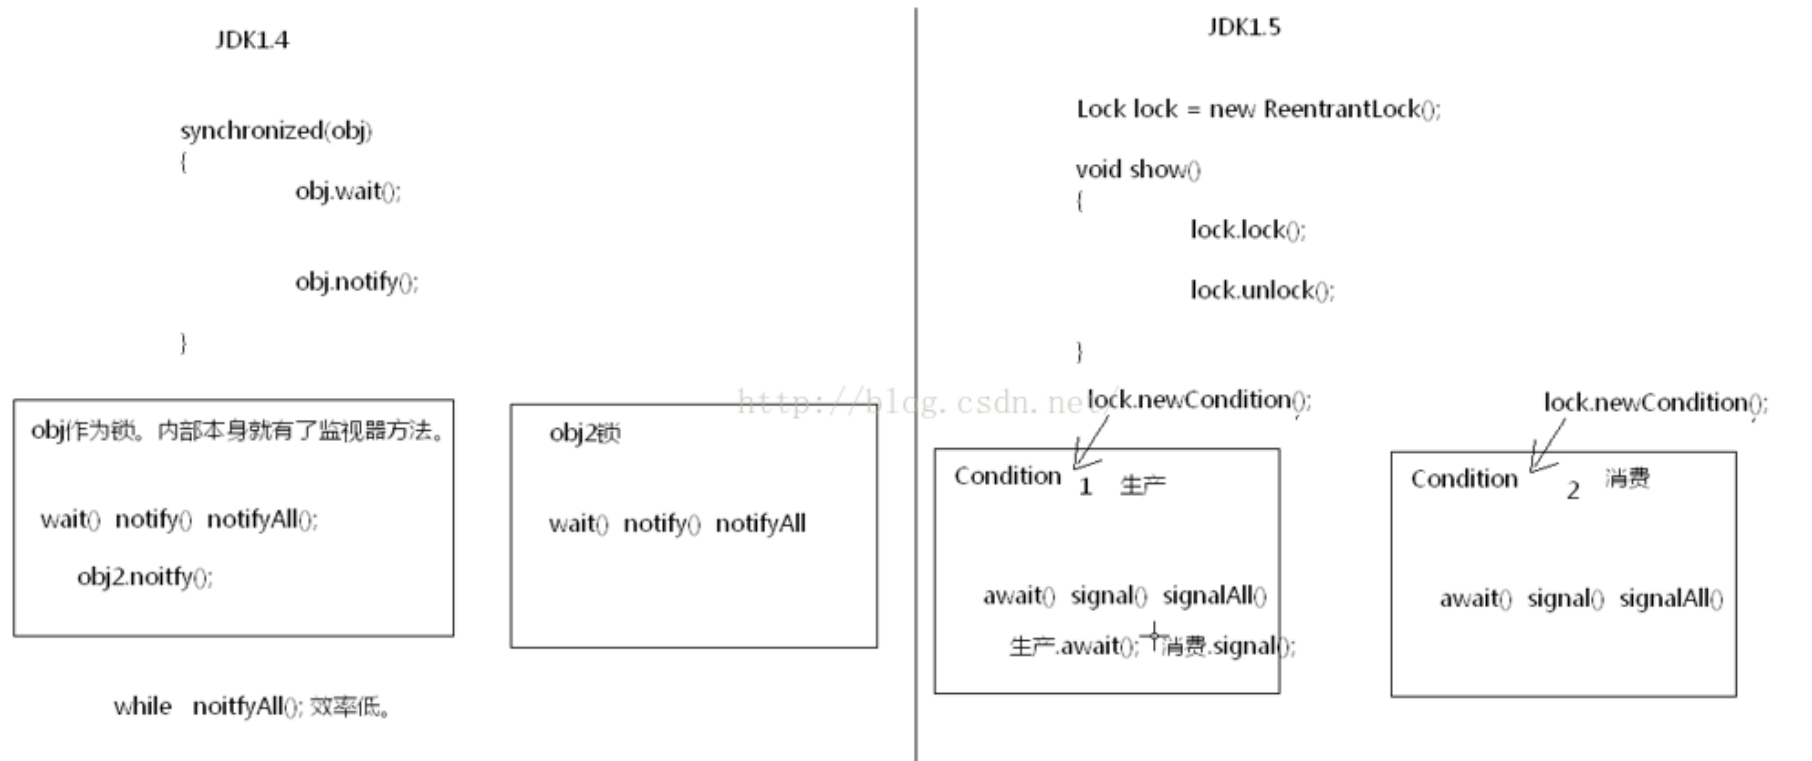 JDK1.4
synchronized(obj)
{
obj.wait();
obj.notify();
}
obj作为锁。内部本身就有了监视器方法。
wait() notify() notifyAll();
obj2.noitfy();
obj2锁
wait() notify() notifyAll
while noitfyAll(); 效率低。
http://blog.csdn.net/
JDK1.5
Lock lock = new ReentrantLock();
void show()
{
lock.lock();
lock.unlock();
}
lock.newCondition();
Condition 1 生产
await() signal() signalAll()
生产.await(); 消费.signal();
lock.newCondition();
Condition 2 消费
await() signal() signalAll()